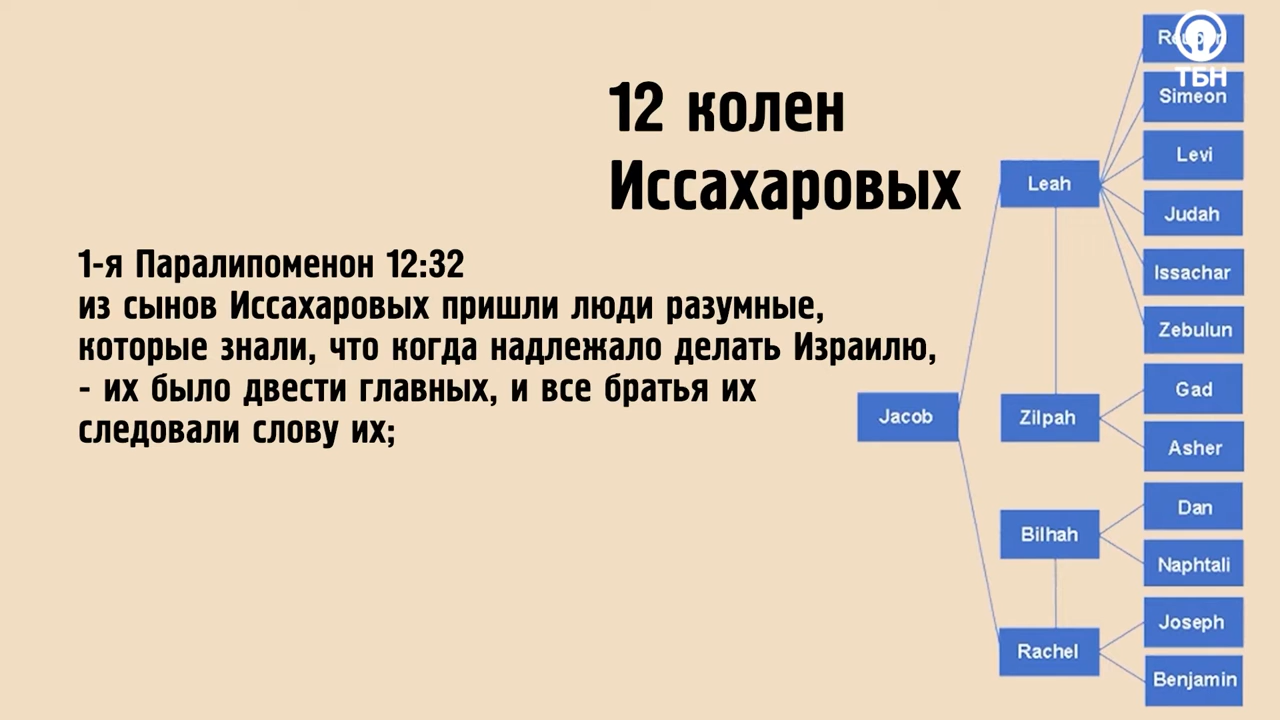 12 колен
Иссахаровых
1-я Паралипоменон 12:32
из сынов Иссахаровых пришли люди разумные,
которые знали, что когда надлежало делать Израилю,
- их было двести главных, и все братья их
следовали слову их;
Jacob
Leah
Zilpah
Bilhah
Rachel
ТБН
Simeon
Levi
Judah
Issachar
Zebulun
Gad
Asher
Dan
Naphtali
Joseph
Benjamin